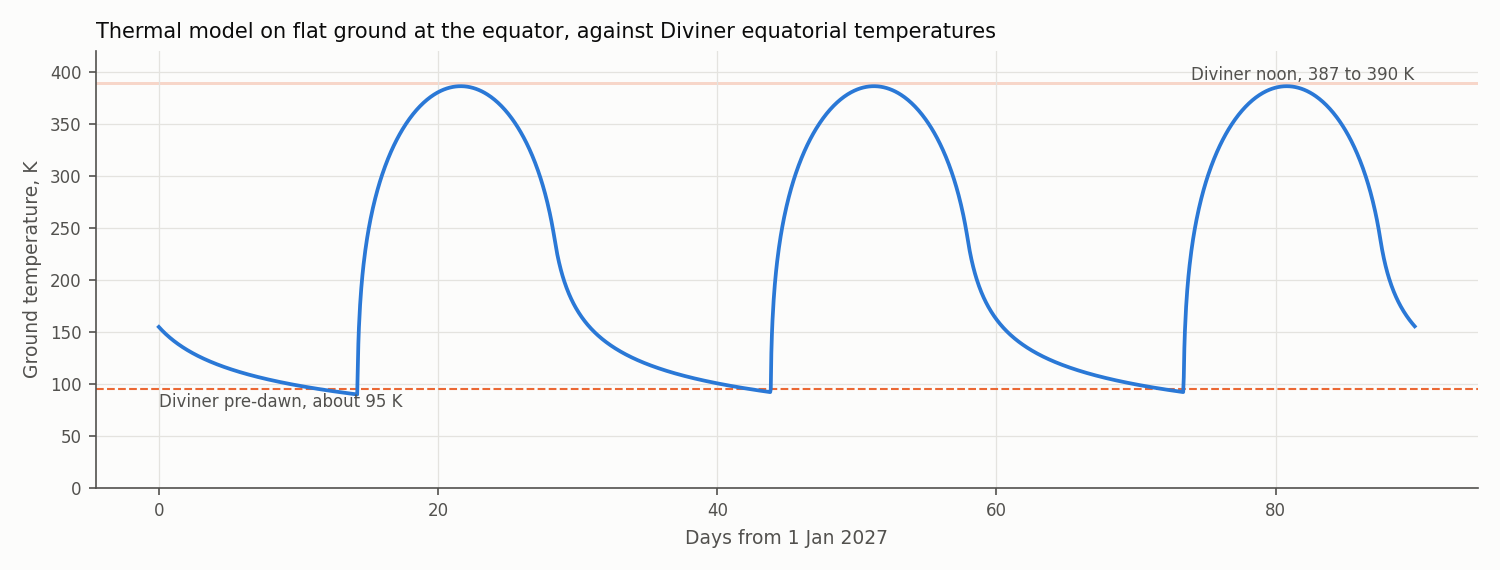 Thermal model on flat ground at the equator, against Diviner equatorial temperatures
Ground temperature, K
400
350
300
250
200
150
100
50
0
Diviner noon, 387 to 390 K
Diviner pre-dawn, about 95 K
0
20
40
60
80
Days from 1 Jan 2027